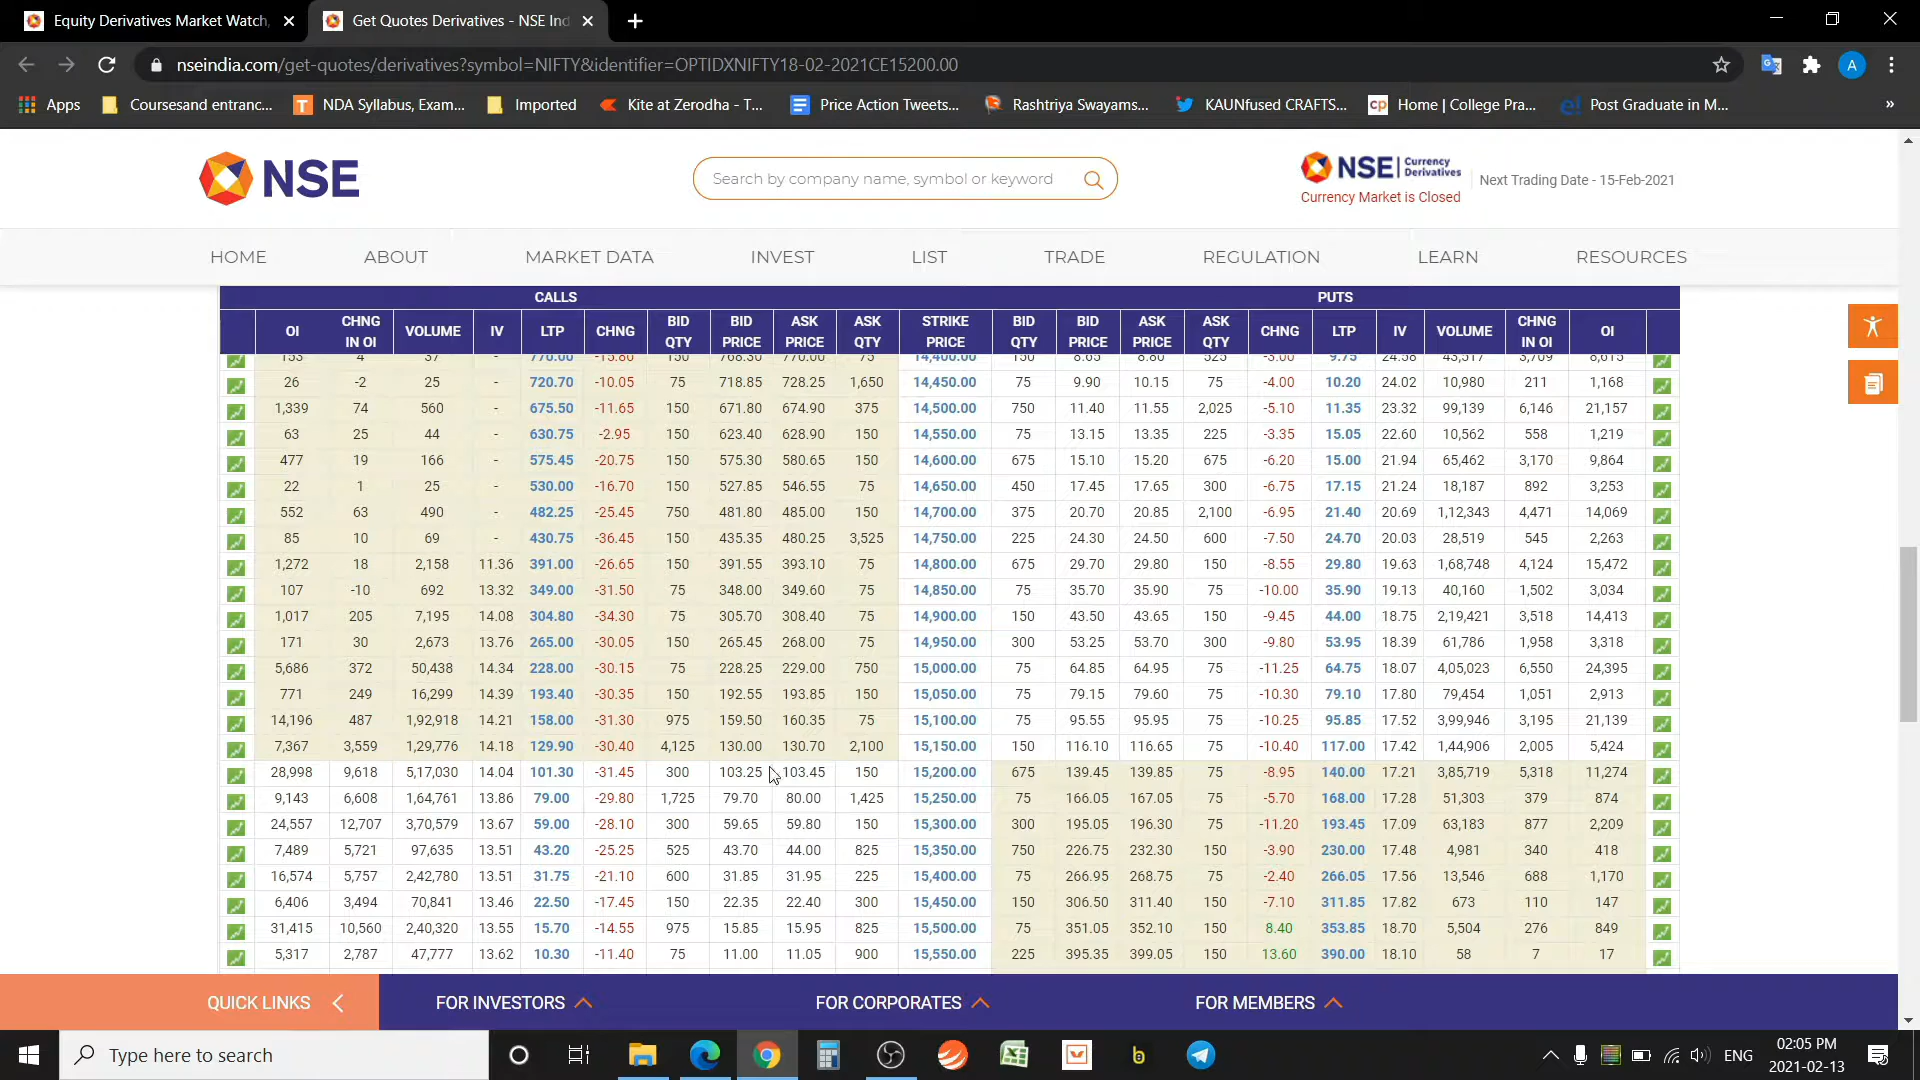 Equity Derivatives Market Watch,
Get Quotes Derivatives - NSE Ind
nseindia.com/get-quotes/derivatives?symbol=NIFTY&identifier=OPTIDXNIFTY18-02-2021CE15200.00
A
Apps Coursesand entranc... NDA Syllabus, Exam... Imported Kite at Zerodha - T... Price Action Tweets... Rashtriya Swayams... KAUNfused CRAFTS... Home | College Pra... Post Graduate in M... »
NSE
Search by company name, symbol or keyword
NSE Currency Derivatives
Currency Market is Closed
Next Trading Date - 15-Feb-2021
HOME ABOUT MARKET DATA INVEST LIST TRADE REGULATION LEARN RESOURCES
CALLS PUTS
OI CHNG IN OI VOLUME IV LTP CHNG BID QTY BID PRICE ASK PRICE ASK QTY STRIKE PRICE BID QTY BID PRICE ASK PRICE ASK QTY CHNG LTP IV VOLUME CHNG IN OI OI
153 4 37 - 770.00 -15.80 150 768.30 770.00 75 14,400.00 150 8.65 8.80 525 -3.00 9.75 24.58 43,517 3,709 8,615
26 -2 25 - 720.70 -10.05 75 718.85 728.25 1,650 14,450.00 75 9.90 10.15 75 -4.00 10.20 24.02 10,980 211 1,168
1,339 74 560 - 675.50 -11.65 150 671.80 674.90 375 14,500.00 750 11.40 11.55 2,025 -5.10 11.35 23.32 99,139 6,146 21,157
63 25 44 - 630.75 -2.95 150 623.40 628.90 150 14,550.00 75 13.15 13.35 225 -3.35 15.05 22.60 10,562 558 1,219
477 19 166 - 575.45 -20.75 150 575.30 580.65 150 14,600.00 675 15.10 15.20 675 -6.20 15.00 21.94 65,462 3,170 9,864
22 1 25 - 530.00 -16.70 150 527.85 546.55 75 14,650.00 450 17.45 17.65 300 -6.75 17.15 21.24 18,187 892 3,253
552 63 490 - 482.25 -25.45 750 481.80 485.00 150 14,700.00 375 20.70 20.85 2,100 -6.95 21.40 20.69 1,12,343 4,471 14,069
85 10 69 - 430.75 -36.45 150 435.35 480.25 3,525 14,750.00 225 24.30 24.50 600 -7.50 24.70 20.03 28,519 545 2,263
1,272 18 2,158 11.36 391.00 -26.65 150 391.55 393.10 75 14,800.00 675 29.70 29.80 150 -8.55 29.80 19.63 1,68,748 4,124 15,472
107 -10 692 13.32 349.00 -31.50 75 348.00 349.60 75 14,850.00 75 35.70 35.90 75 -10.00 35.90 19.13 40,160 1,502 3,034
1,017 205 7,195 14.08 304.80 -34.30 75 305.70 308.40 75 14,900.00 150 43.50 43.65 150 -9.45 44.00 18.75 2,19,421 3,518 14,413
171 30 2,673 13.76 265.00 -30.05 150 265.45 268.00 75 14,950.00 300 53.25 53.70 300 -9.80 53.95 18.39 61,786 1,958 3,318
5,686 372 50,438 14.34 228.00 -30.15 75 228.25 229.00 750 15,000.00 75 64.85 64.95 75 -11.25 64.75 18.07 4,05,023 6,550 24,395
771 249 16,299 14.39 193.40 -30.35 150 192.55 193.85 150 15,050.00 75 79.15 79.60 75 -10.30 79.10 17.80 79,454 1,051 2,913
14,196 487 1,92,918 14.21 158.00 -31.30 975 159.50 160.35 75 15,100.00 75 95.55 95.95 75 -10.25 95.85 17.52 3,99,946 3,195 21,139
7,367 3,559 1,29,776 14.18 129.90 -30.40 4,125 130.00 130.70 2,100 15,150.00 150 116.10 116.65 75 -10.40 117.00 17.42 1,44,906 2,005 5,424
28,998 9,618 5,17,030 14.04 101.30 -31.45 300 103.25 103.45 150 15,200.00 675 139.45 139.85 75 -8.95 140.00 17.21 3,85,719 5,318 11,274
9,143 6,608 1,64,761 13.86 79.00 -29.80 1,725 79.70 80.00 1,425 15,250.00 75 166.05 167.05 75 -5.70 168.00 17.28 51,303 379 874
24,557 12,707 3,70,579 13.67 59.00 -28.10 300 59.65 59.80 150 15,300.00 300 195.05 196.30 75 -11.20 193.45 17.09 63,183 877 2,209
7,489 5,721 97,635 13.51 43.20 -25.25 525 43.70 44.00 825 15,350.00 750 226.75 232.30 150 -3.90 230.00 17.48 4,981 340 418
16,574 5,757 2,42,780 13.51 31.75 -21.10 600 31.85 31.95 225 15,400.00 75 266.95 268.75 75 -2.40 266.05 17.56 13,546 688 1,170
6,406 3,494 70,841 13.46 22.50 -17.45 150 22.35 22.40 300 15,450.00 150 306.50 311.40 150 -7.10 311.85 17.82 673 110 147
31,415 10,560 2,40,320 13.55 15.70 -14.55 975 15.85 15.95 825 15,500.00 75 351.05 352.10 150 8.40 353.85 18.70 5,504 276 849
5,317 2,787 47,777 13.62 10.30 -11.40 75 11.00 11.05 900 15,550.00 225 395.35 399.05 150 13.60 390.00 18.10 58 7 17
QUICK LINKS FOR INVESTORS FOR CORPORATES FOR MEMBERS
Type here to search
ENG
02:05 PM
2021-02-13